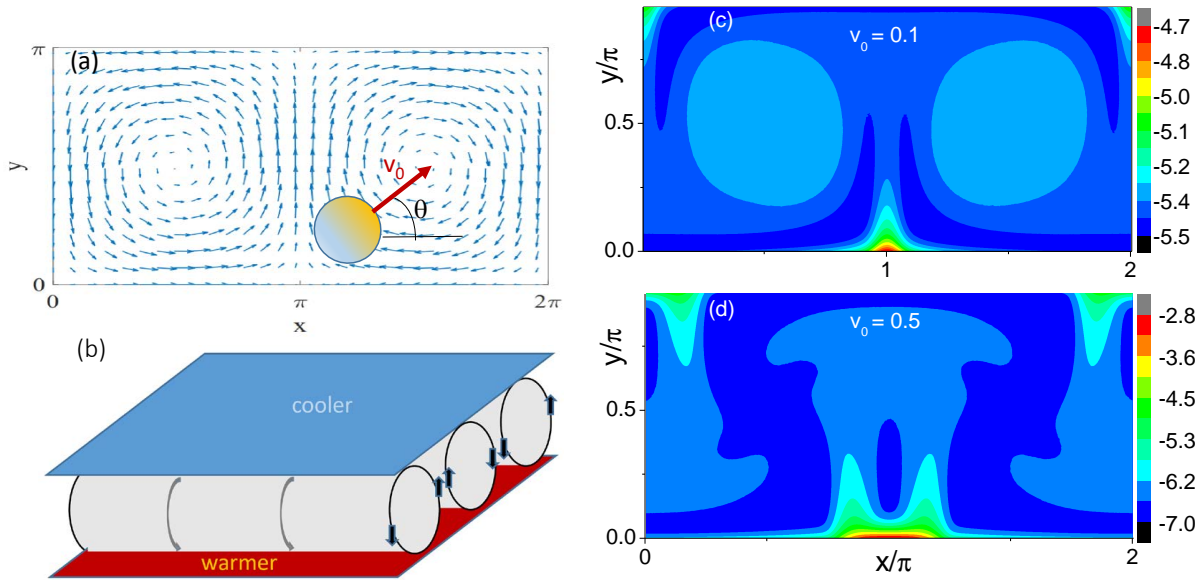 (a)
π
y
0
v₀
θ
0
π
2π
x
(b)
cooler
warmer
(c)
v₀ = 0.1
y/π
0.5
0.0
1
2
-4.7
-4.8
-5.0
-5.1
-5.2
-5.4
-5.5
(d)
v₀ = 0.5
y/π
0.5
0.0
0
x/π
2
-2.8
-3.6
-4.5
-5.3
-6.2
-7.0